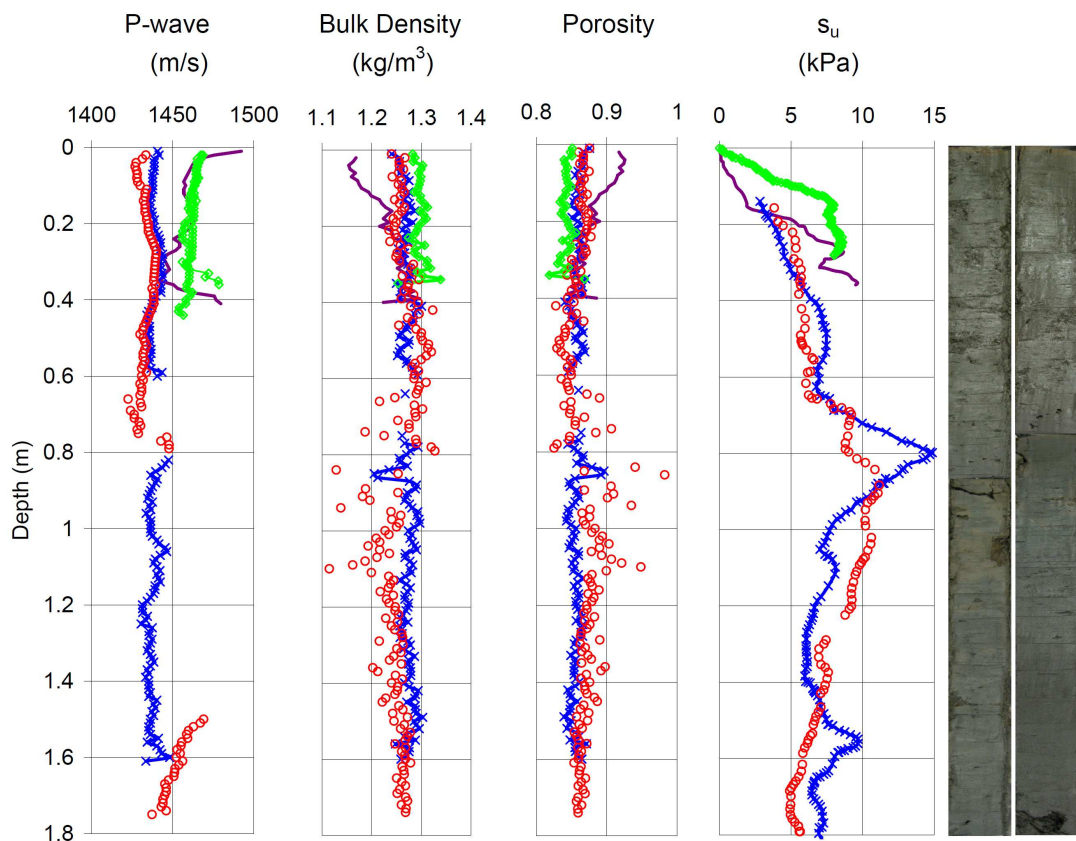 P-wave
(m/s)
Bulk Density
(kg/m³)
Porosity
sᵤ
(kPa)
1400 1450 1500
1.1 1.2 1.3 1.4
0.8 0.9 1
0 5 10 15
0
0.2
0.4
0.6
0.8
1
1.2
1.4
1.6
1.8
Depth (m)